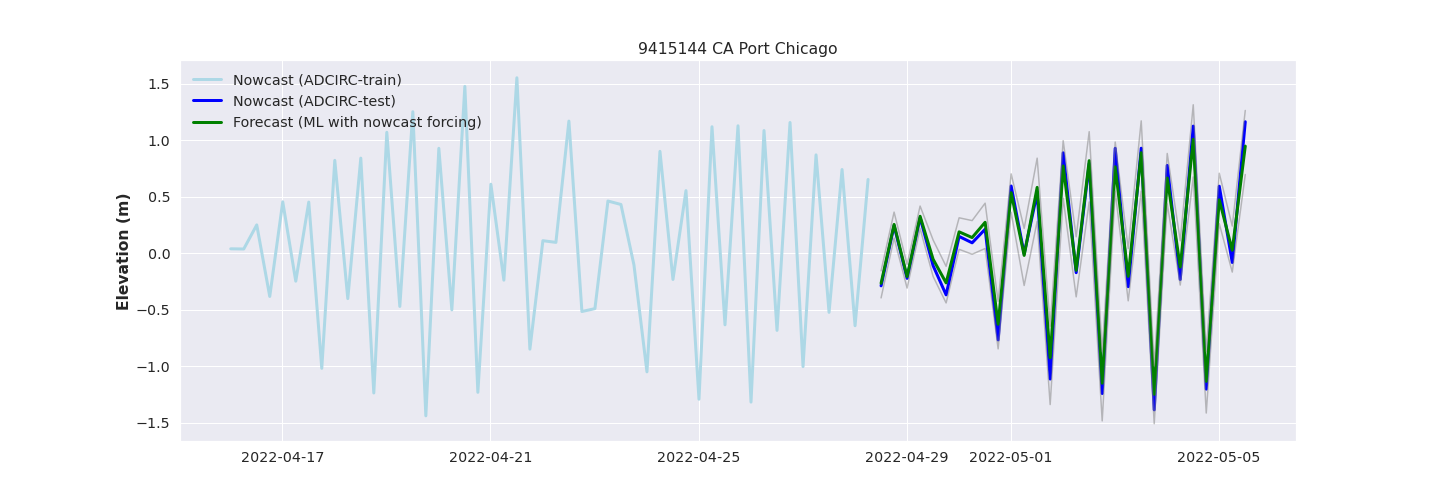 9415144 CA Port Chicago
Nowcast (ADCIRC-train)
Nowcast (ADCIRC-test)
Forecast (ML with nowcast forcing)
Elevation (m)
1.5
1.0
0.5
0.0
−0.5
−1.0
−1.5
2022-04-17 2022-04-21 2022-04-25 2022-04-29 2022-05-01 2022-05-05